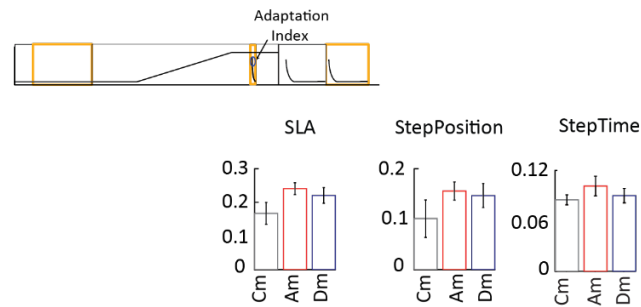 Adaptation
Index
SLA
StepPosition
StepTime
0.3
0.2
0.1
0
Cm
Am
Dm
0.2
0.1
0
Cm
Am
Dm
0.12
0.06
0
Cm
Am
Dm